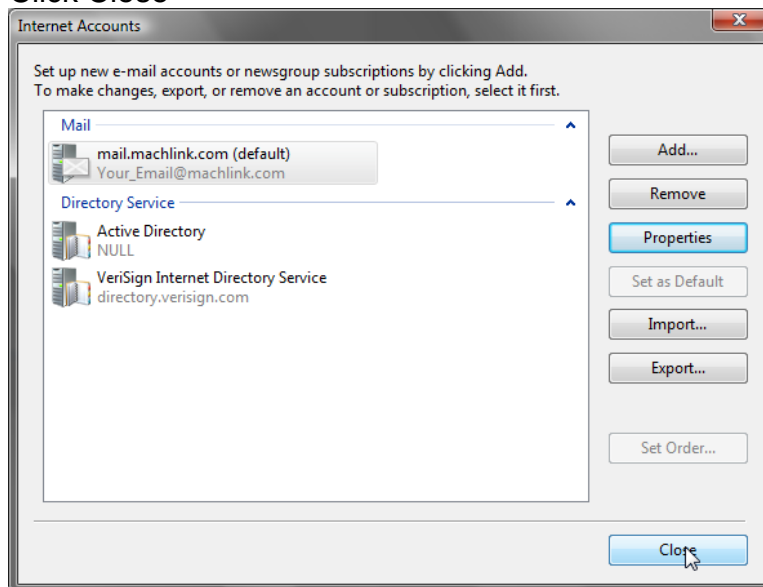 Click Close
Internet Accounts
Set up new e-mail accounts or newsgroup subscriptions by clicking Add.
To make changes, export, or remove an account or subscription, select it first.
Mail
mail.machlink.com (default)
Your_Email@machlink.com
Directory Service
Active Directory
NULL
VeriSign Internet Directory Service
directory.verisign.com
Add...
Remove
Properties
Set as Default
Import...
Export...
Set Order...
Close